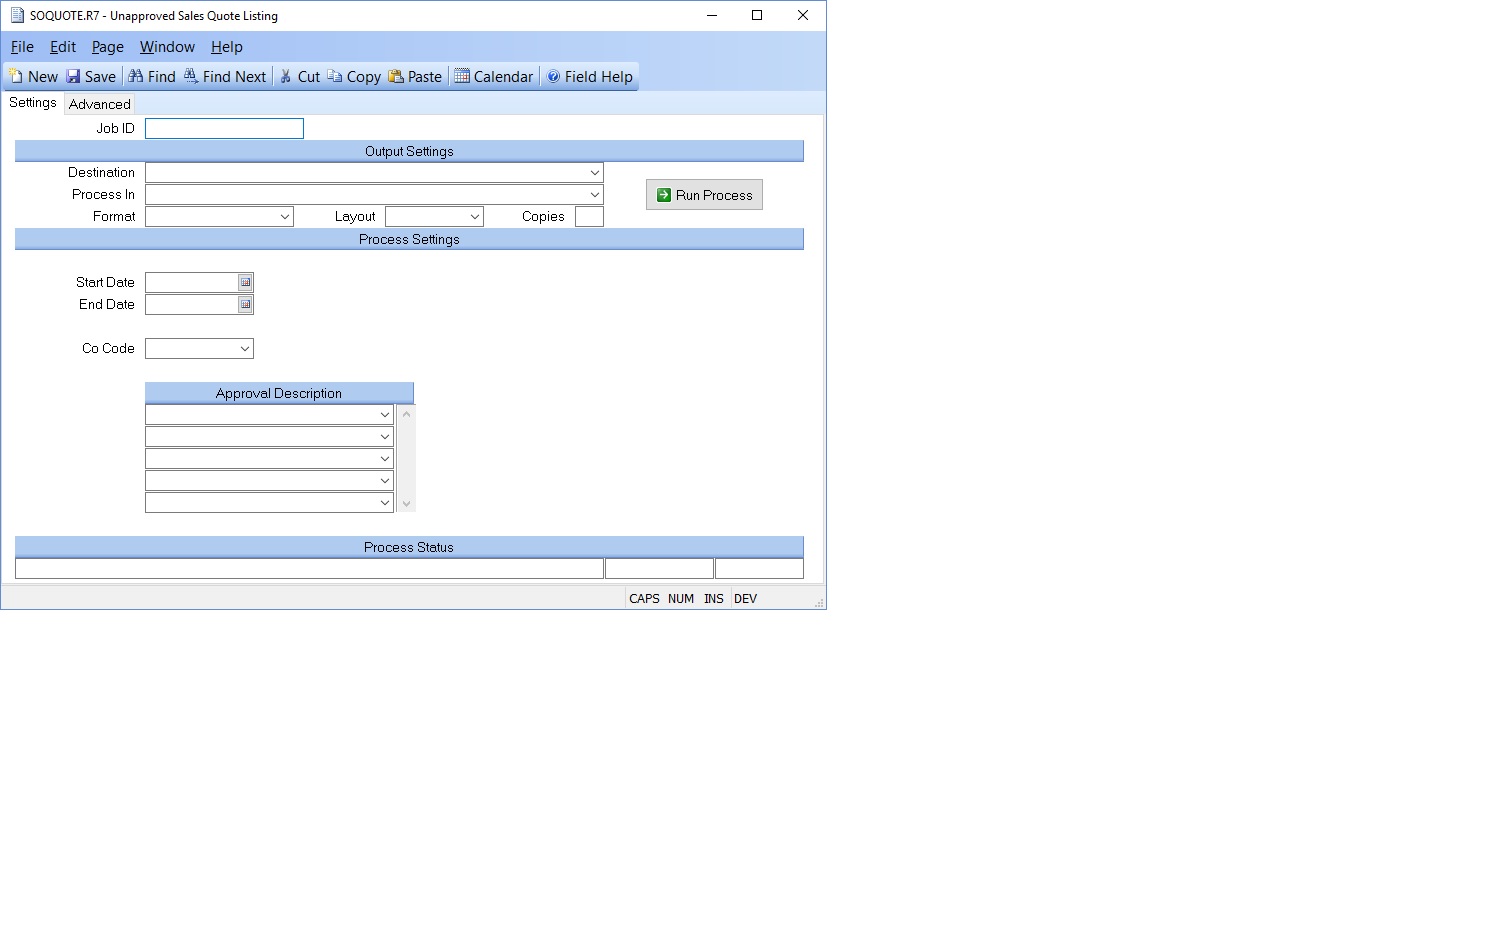 SOQUOTE.R7 - Unapproved Sales Quote Listing
File Edit Page Window Help
New Save Find Find Next Cut Copy Paste Calendar Field Help
Settings Advanced
Job ID
Output Settings
Destination
Process In
Run Process
Format Layout Copies
Process Settings
Start Date
End Date
Co Code
Approval Description
Process Status
CAPS NUM INS DEV